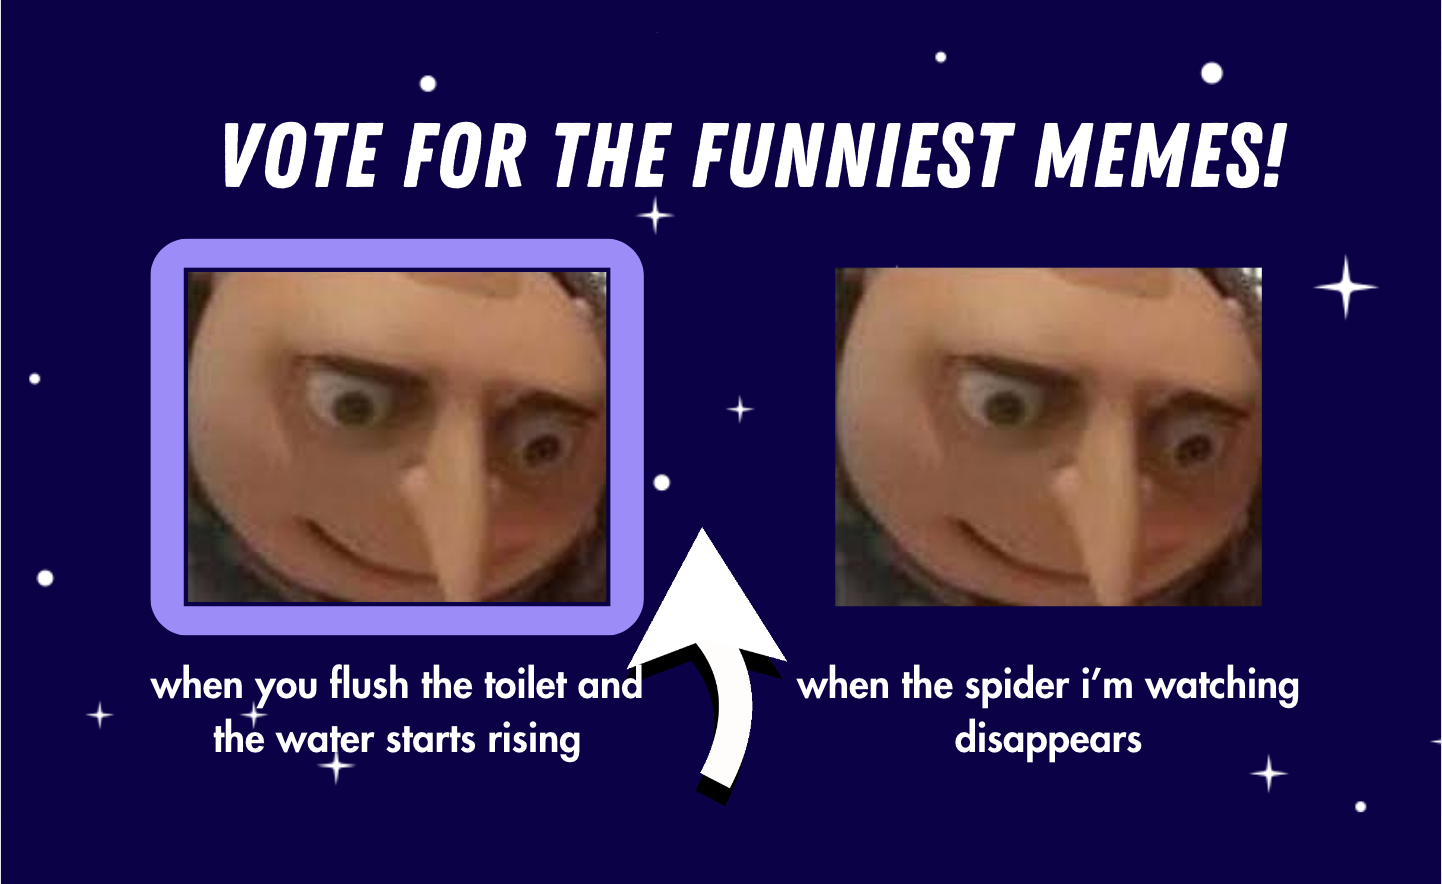 VOTE FOR THE FUNNIEST MEMES!
when you flush the toilet and
the water starts rising
when the spider i’m watching
disappears